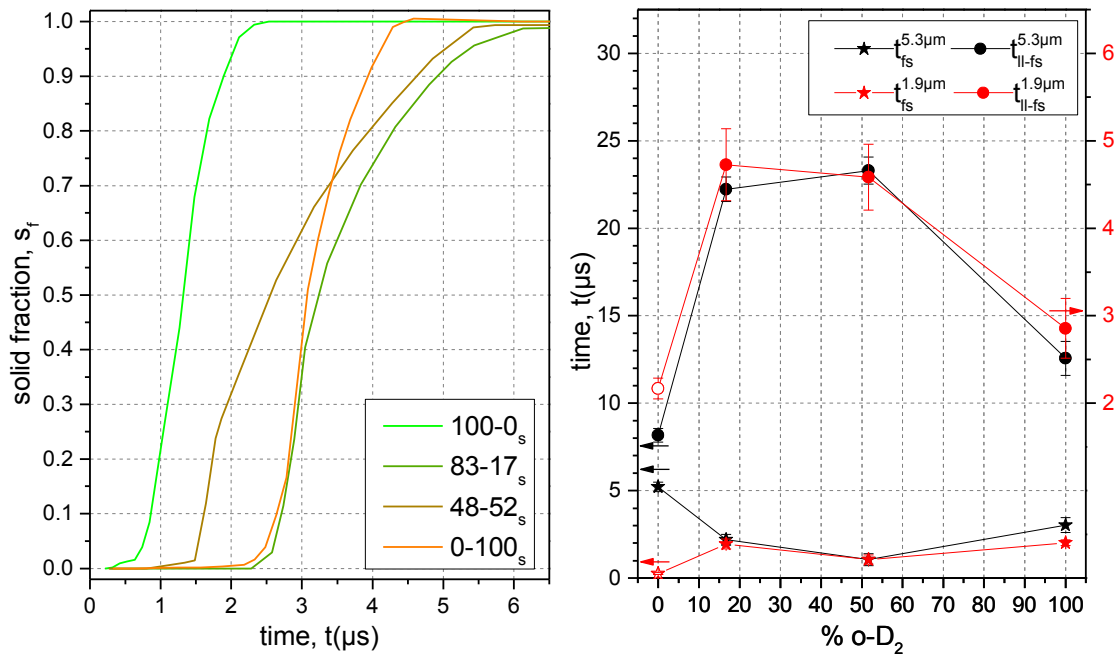 1.0
0.9
0.8
0.7
0.6
0.5
0.4
0.3
0.2
0.1
0.0
solid fraction, s_f
0 1 2 3 4 5 6
time, t(µs)
100-0_s
83-17_s
48-52_s
0-100_s
30
25
20
15
10
5
0
time, t(µs)
0 10 20 30 40 50 60 70 80 90 100
% o-D₂
t_fs^5.3µm t_ll-fs^5.3µm
t_fs^1.9µm t_ll-fs^1.9µm
6
5
4
3
2